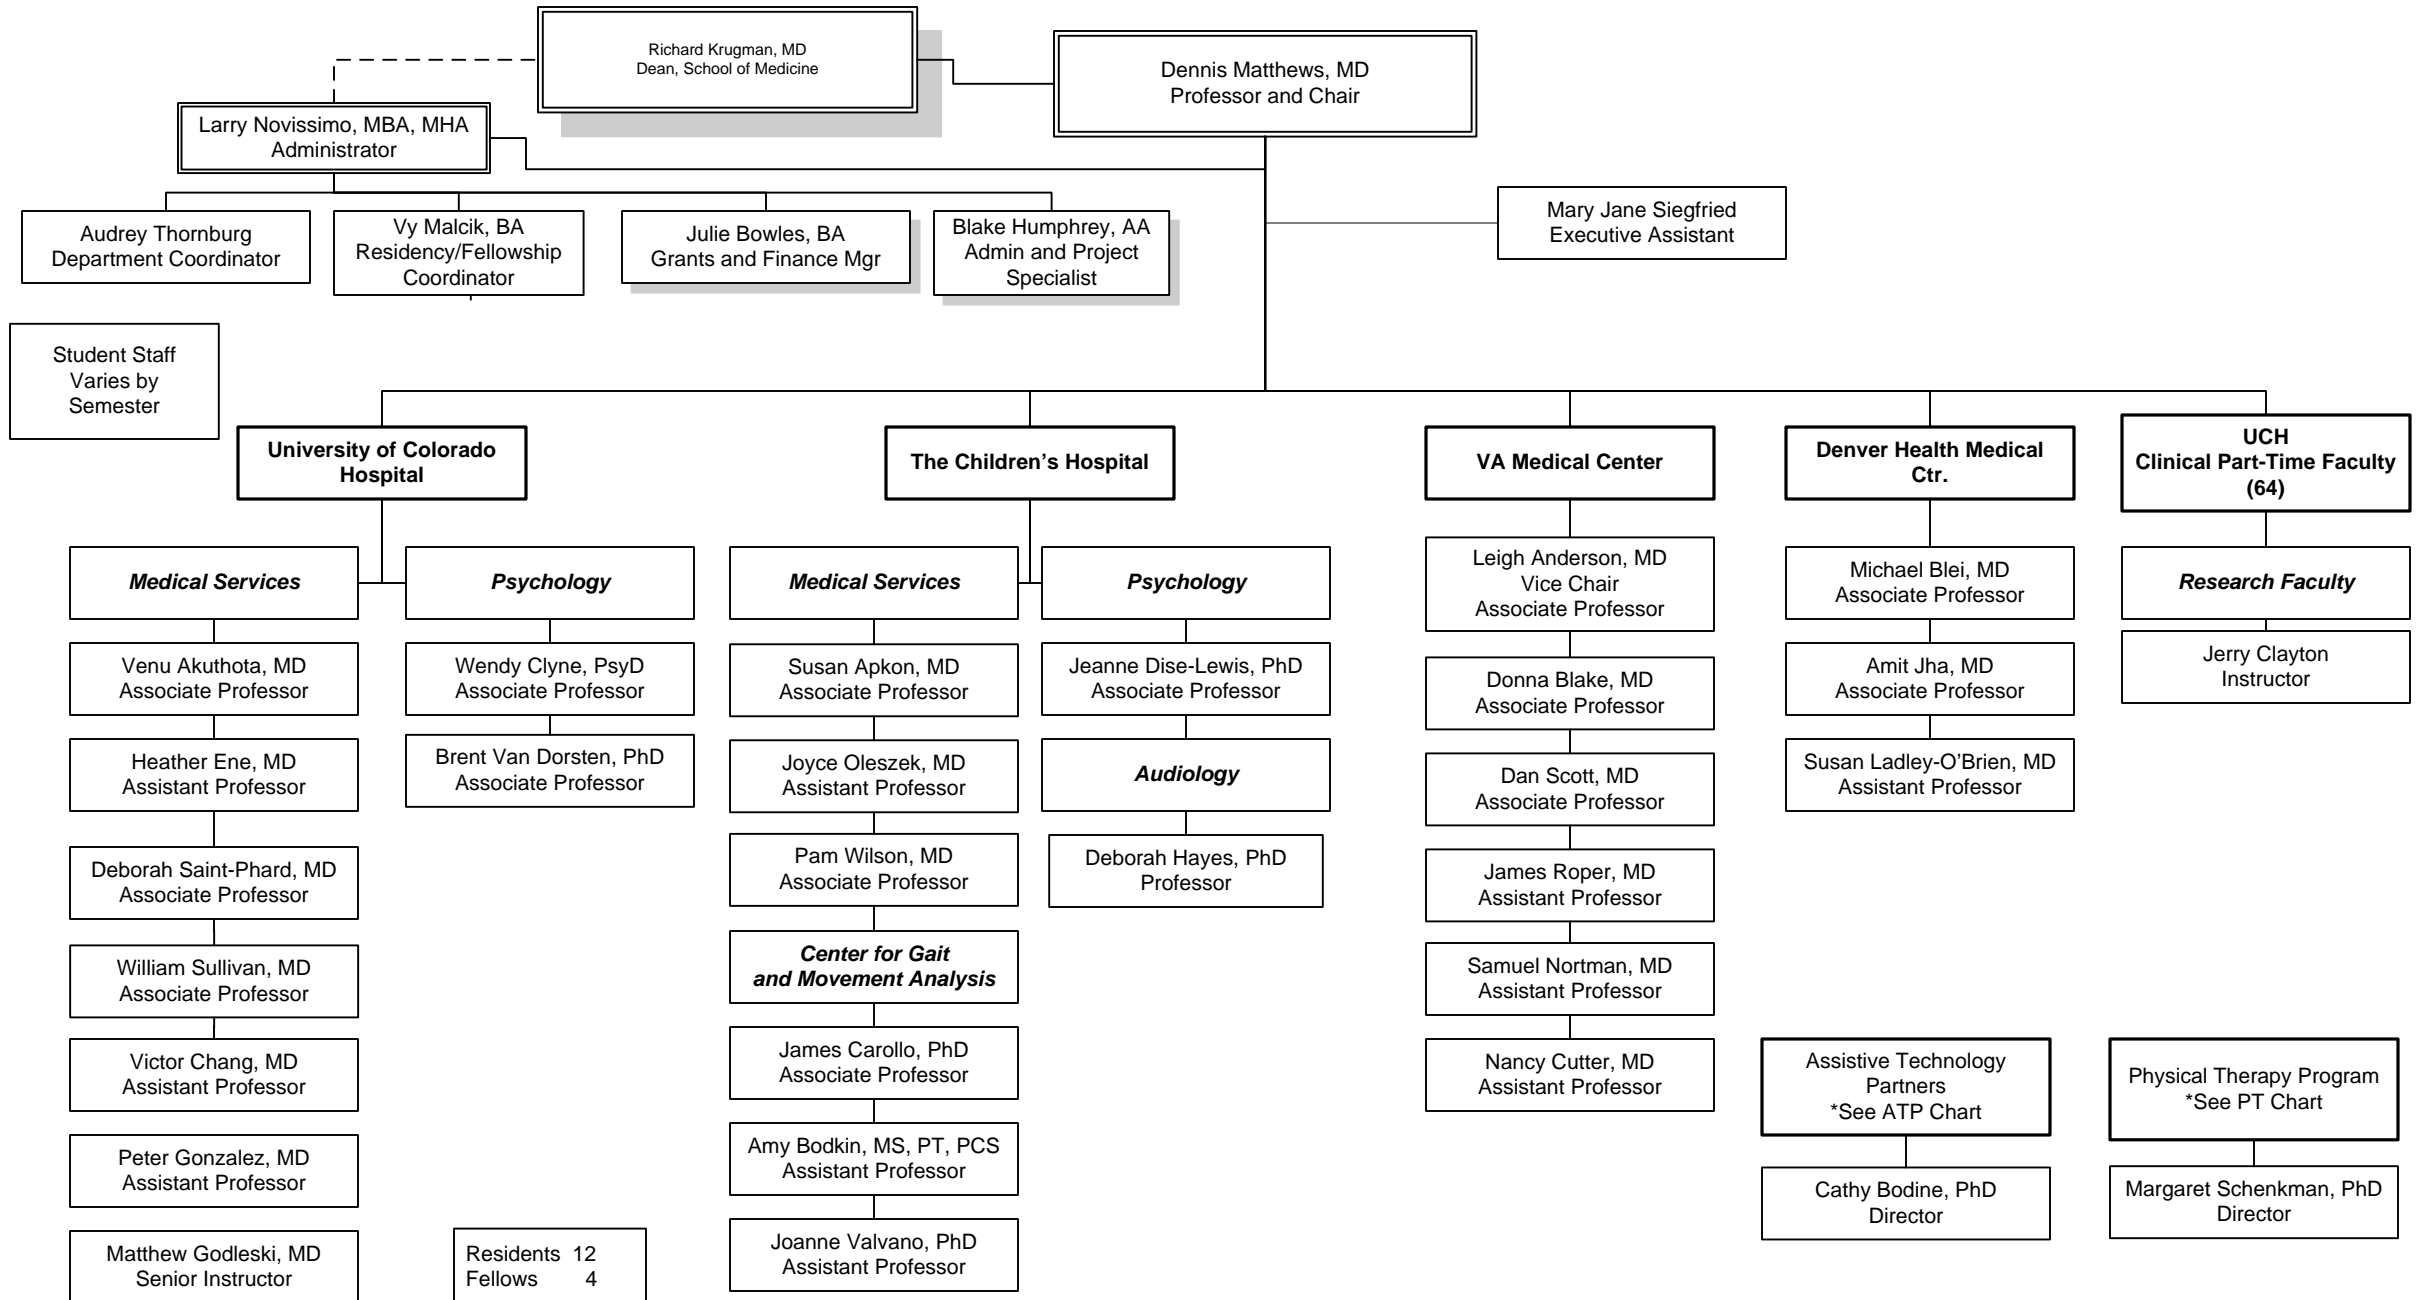 Richard Krugman, MD
Dean, School of Medicine
Dennis Matthews, MD
Professor and Chair
Larry Novissimo, MBA, MHA
Administrator
Audrey Thornburg
Department Coordinator
Vy Malcik, BA
Residency/Fellowship
Coordinator
Julie Bowles, BA
Grants and Finance Mgr
Blake Humphrey, AA
Admin and Project
Specialist
Mary Jane Siegfried
Executive Assistant
Student Staff
Varies by
Semester
University of Colorado
Hospital
Medical Services
Venu Akuthota, MD
Associate Professor
Heather Ene, MD
Assistant Professor
Deborah Saint-Phard, MD
Associate Professor
William Sullivan, MD
Associate Professor
Victor Chang, MD
Assistant Professor
Peter Gonzalez, MD
Assistant Professor
Matthew Godleski, MD
Senior Instructor
Psychology
Wendy Clyne, PsyD
Associate Professor
Brent Van Dorsten, PhD
Associate Professor
Residents 12
Fellows 4
The Children's Hospital
Medical Services
Susan Apkon, MD
Associate Professor
Joyce Oleszek, MD
Assistant Professor
Pam Wilson, MD
Associate Professor
Center for Gait
and Movement Analysis
James Carollo, PhD
Associate Professor
Amy Bodkin, MS, PT, PCS
Assistant Professor
Joanne Valvano, PhD
Assistant Professor
Psychology
Jeanne Dise-Lewis, PhD
Associate Professor
Audiology
Deborah Hayes, PhD
Professor
VA Medical Center
Leigh Anderson, MD
Vice Chair
Associate Professor
Donna Blake, MD
Associate Professor
Dan Scott, MD
Associate Professor
James Roper, MD
Assistant Professor
Samuel Nortman, MD
Assistant Professor
Nancy Cutter, MD
Assistant Professor
Denver Health Medical
Ctr.
Michael Blei, MD
Associate Professor
Amit Jha, MD
Associate Professor
Susan Ladley-O'Brien, MD
Assistant Professor
UCH
Clinical Part-Time Faculty
(64)
Research Faculty
Jerry Clayton
Instructor
Assistive Technology
Partners
*See ATP Chart
Cathy Bodine, PhD
Director
Physical Therapy Program
*See PT Chart
Margaret Schenkman, PhD
Director